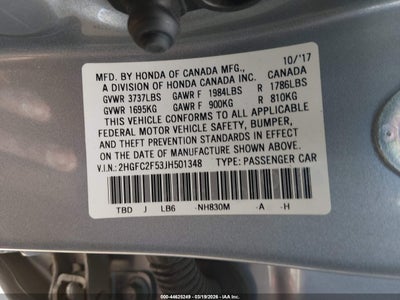 MFD. BY HONDA OF CANADA MFG., 10/'17
A DIVISION OF HONDA CANADA INC. CANADA
GVWR 3737LBS GAWR F 1984LBS R 1786LBS
GVWR 1695KG GAWR F 900KG R 810KG
THIS VEHICLE CONFORMS TO ALL APPLICABLE
FEDERAL MOTOR VEHICLE SAFETY, BUMPER,
AND THEFT PREVENTION STANDARDS IN EFFECT
ON THE DATE OF MANUFACTURE SHOWN ABOVE.
V.I.N.: 2HGFC2F53JH501348 TYPE: PASSENGER CAR
TBD J LB6 -NH830M -A -H
000-44625249 - 03/19/2026 - IAA Holdings, LLC